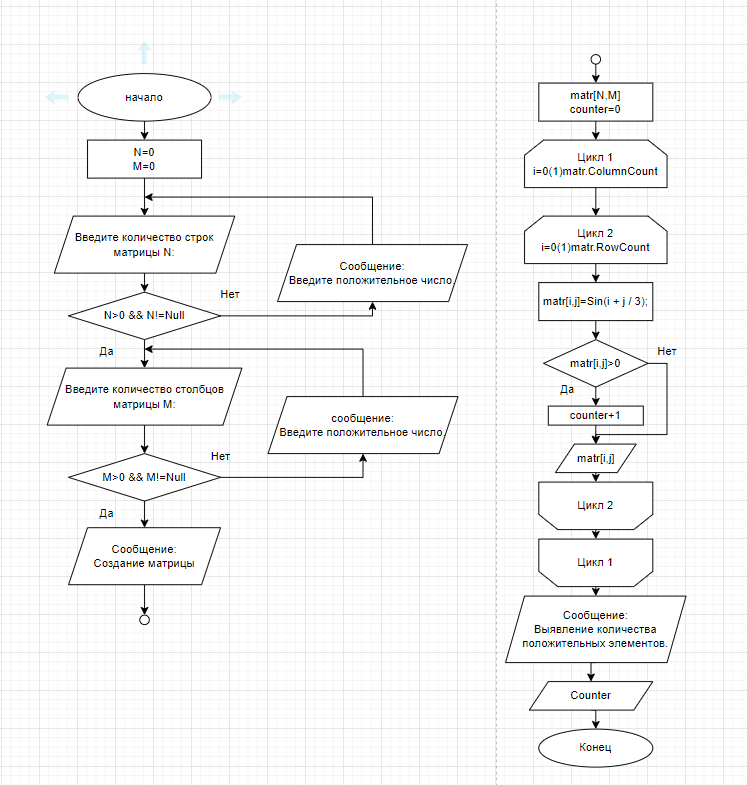 начало
N=0
M=0
Введите количество строк
матрицы N:
Сообщение:
Введите положительное число.
Нет
N>0 && N!=Null
Да
Введите количество столбцов
матрицы M:
сообщение:
Введите положительное число
Нет
M>0 && M!=Null
Да
Сообщение:
Создание матрицы
matr[N,M]
counter=0
Цикл 1
i=0(1)matr.ColumnCount
Цикл 2
i=0(1)matr.RowCount
matr[i,j]=Sin(i + j / 3);
Нет
matr[i,j]>0
Да
counter+1
matr[i,j]
Цикл 2
Цикл 1
Сообщение:
Выявление количества
положительных элементов.
Counter
Конец